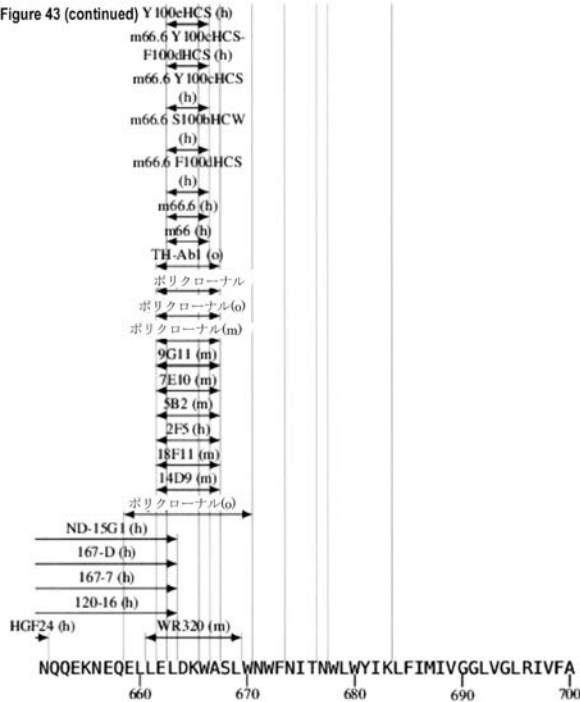 Figure 43 (continued) Y100cHCS (h)
m66.6 Y100cHCS-
F100dHCS (h)
m66.6 Y100cHCS
(h)
m66.6 S100bHCW
(h)
m66.6 F100dHCS
(h)
m66.6 (h)
m66 (h)
TH-Ab1 (o)
ポリクローナル
ポリクローナル(o)
ポリクローナル(m)
9G11 (m)
7E10 (m)
5B2 (m)
2F5 (h)
18F11 (m)
14D9 (m)
ポリクローナル(o)
ND-15G1 (h)
167-D (h)
167-7 (h)
120-16 (h)
HGF24 (h) WR320 (m)
NQQEKNEQELLELDKWASLWNWFNITNWLWYIKLFIMIVGGLVGLRIVFA
660 670 680 690 700